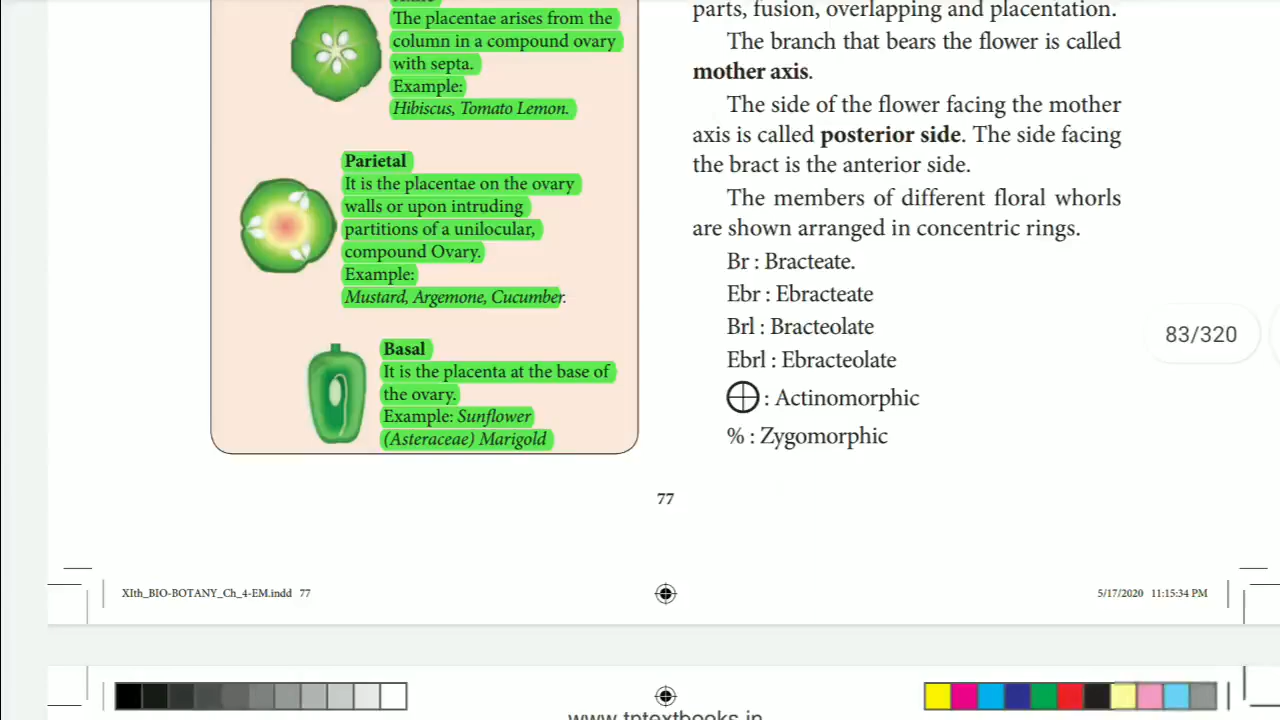 The placentae arises from the
column in a compound ovary
with septa.
Example:
Hibiscus, Tomato Lemon.
Parietal
It is the placentae on the ovary
walls or upon intruding
partitions of a unilocular,
compound Ovary.
Example:
Mustard, Argemone, Cucumber.
Basal
It is the placenta at the base of
the ovary.
Example: Sunflower
(Asteraceae) Marigold
parts, fusion, overlapping and placentation.
The branch that bears the flower is called
mother axis.
The side of the flower facing the mother
axis is called posterior side. The side facing
the bract is the anterior side.
The members of different floral whorls
are shown arranged in concentric rings.
Br : Bracteate.
Ebr : Ebracteate
Brl : Bracteolate
Ebrl : Ebracteolate
: Actinomorphic
% : Zygomorphic
83/320
77
XIth_BIO-BOTANY_Ch_4-EM.indd 77
5/17/2020 11:15:34 PM
www.tntextbooks.in